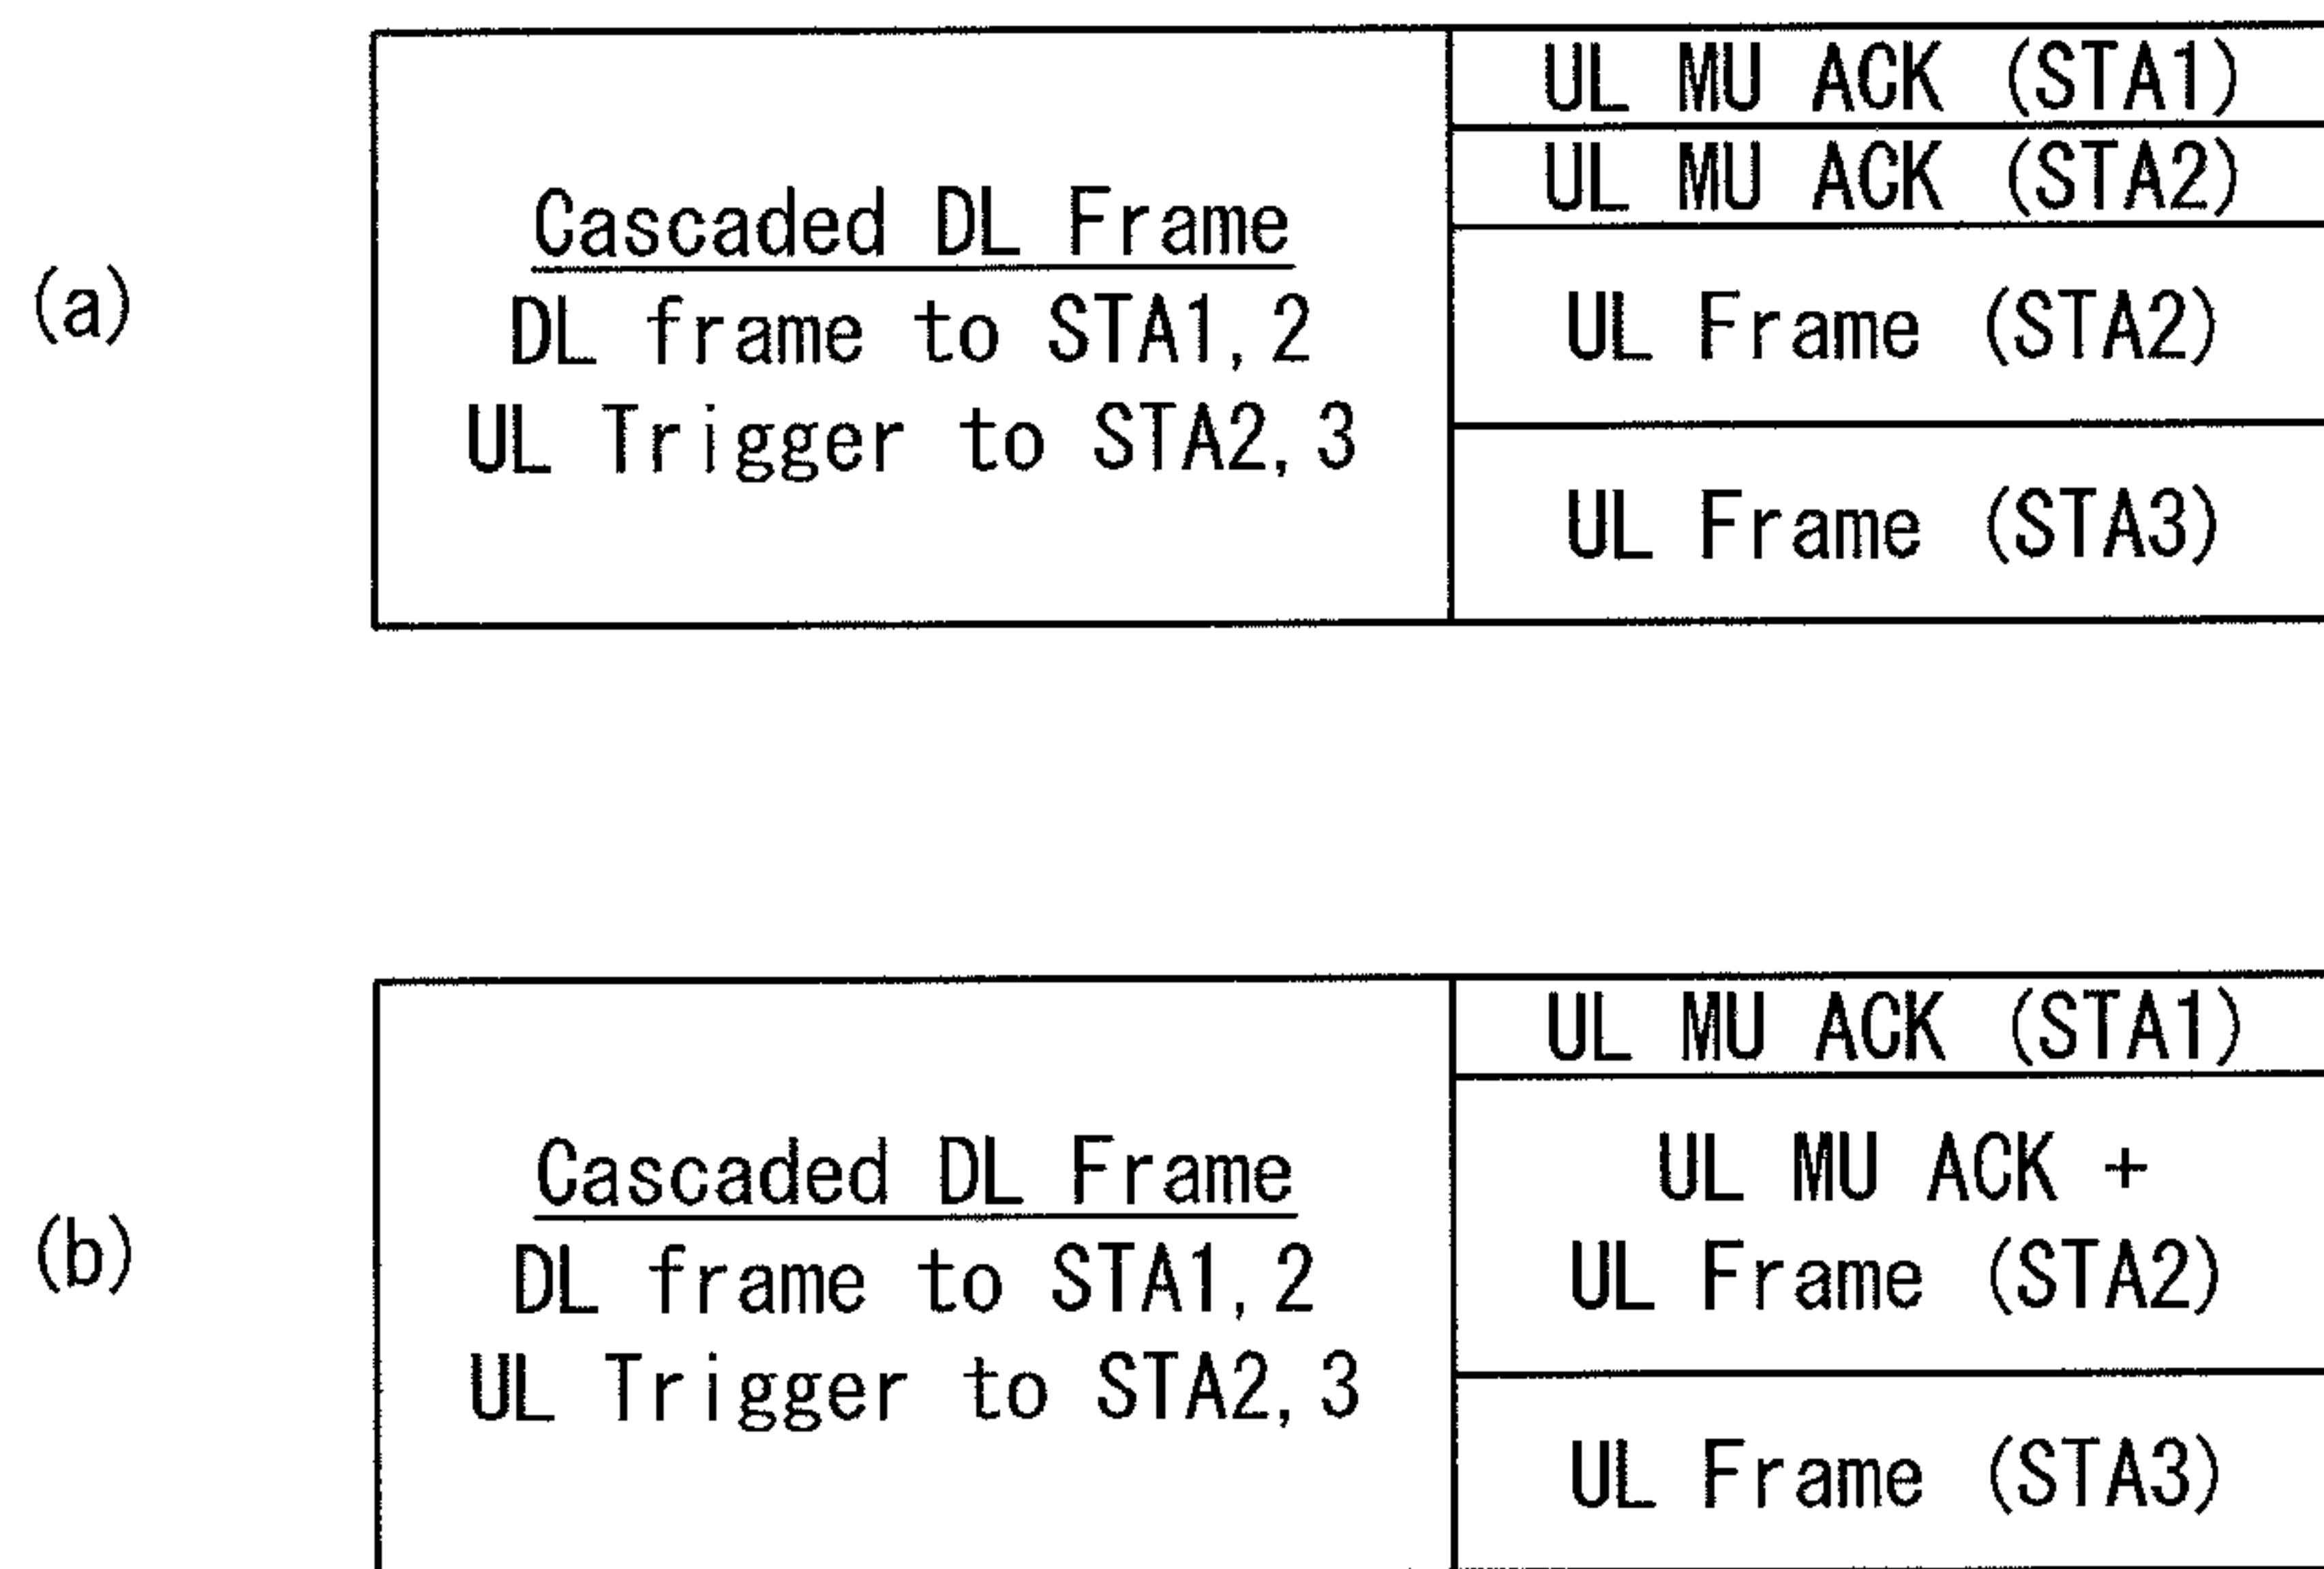 (a)
Cascaded DL Frame
DL frame to STA1,2
UL Trigger to STA2,3
UL MU ACK (STA1)
UL MU ACK (STA2)
UL Frame (STA2)
UL Frame (STA3)
(b)
Cascaded DL Frame
DL frame to STA1,2
UL Trigger to STA2,3
UL MU ACK (STA1)
UL MU ACK +
UL Frame (STA2)
UL Frame (STA3)